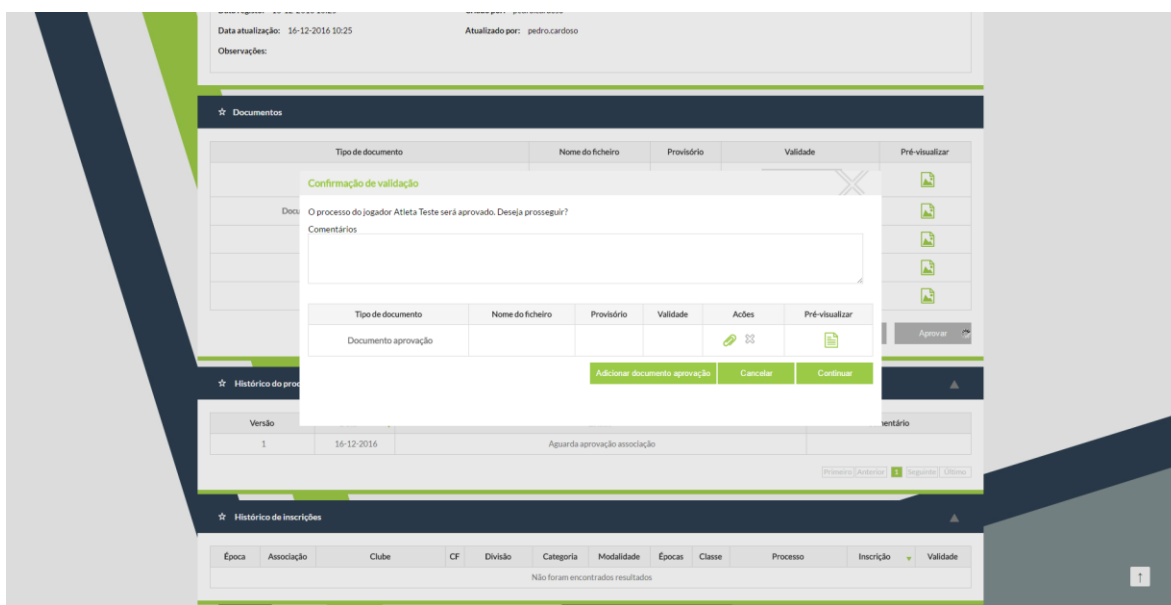 Data atualização: 16-12-2016 10:25 Atualizado por: pedro.cardoso
Observações:
☆ Documentos
Tipo de documento Nome do ficheiro Provisório Validade Pré-visualizar
Confirmação de validação
O processo do jogador Atleta Teste será aprovado. Deseja prosseguir?
Comentários
Tipo de documento Nome do ficheiro Provisório Validade Acões Pré-visualizar
Documento aprovação
Adicionar documento aprovação Cancelar Continuar
Aprovar
☆ Histórico do
Versão
1 16-12-2016 Aguarda aprovação associação
Primeiro Anterior 1 Seguinte Último
☆ Histórico de inscrições
Época Associação Clube CF Divisão Categoria Modalidade Épocas Classe Processo Inscrição Validade
Não foram encontrados resultados